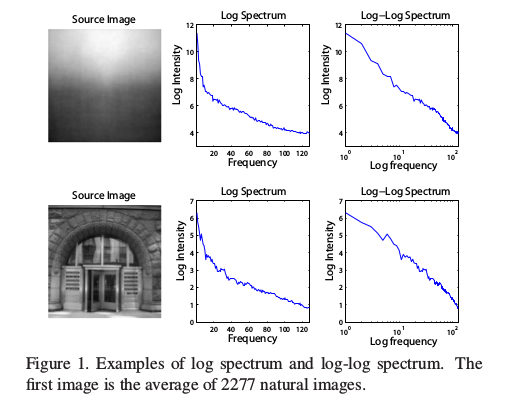 Source Image
Log Spectrum
Log-Log Spectrum
12
10
8
6
4
Log Intensity
20 40 60 80 100 120
Frequency
12
10
8
6
4
Log Intensity
10^0 10^1 10^2
Log frequency
Source Image
Log Spectrum
Log-Log Spectrum
7
6
5
4
3
2
1
0
Log Intensity
20 40 60 80 100 120
Frequency
7
6
5
4
3
2
1
0
Log Intensity
10^0 10^1 10^2
Log frequency
Figure 1. Examples of log spectrum and log-log spectrum. The
first image is the average of 2277 natural images.